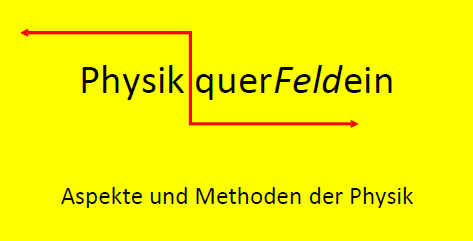 Physik querFeldein
Aspekte und Methoden der Physik